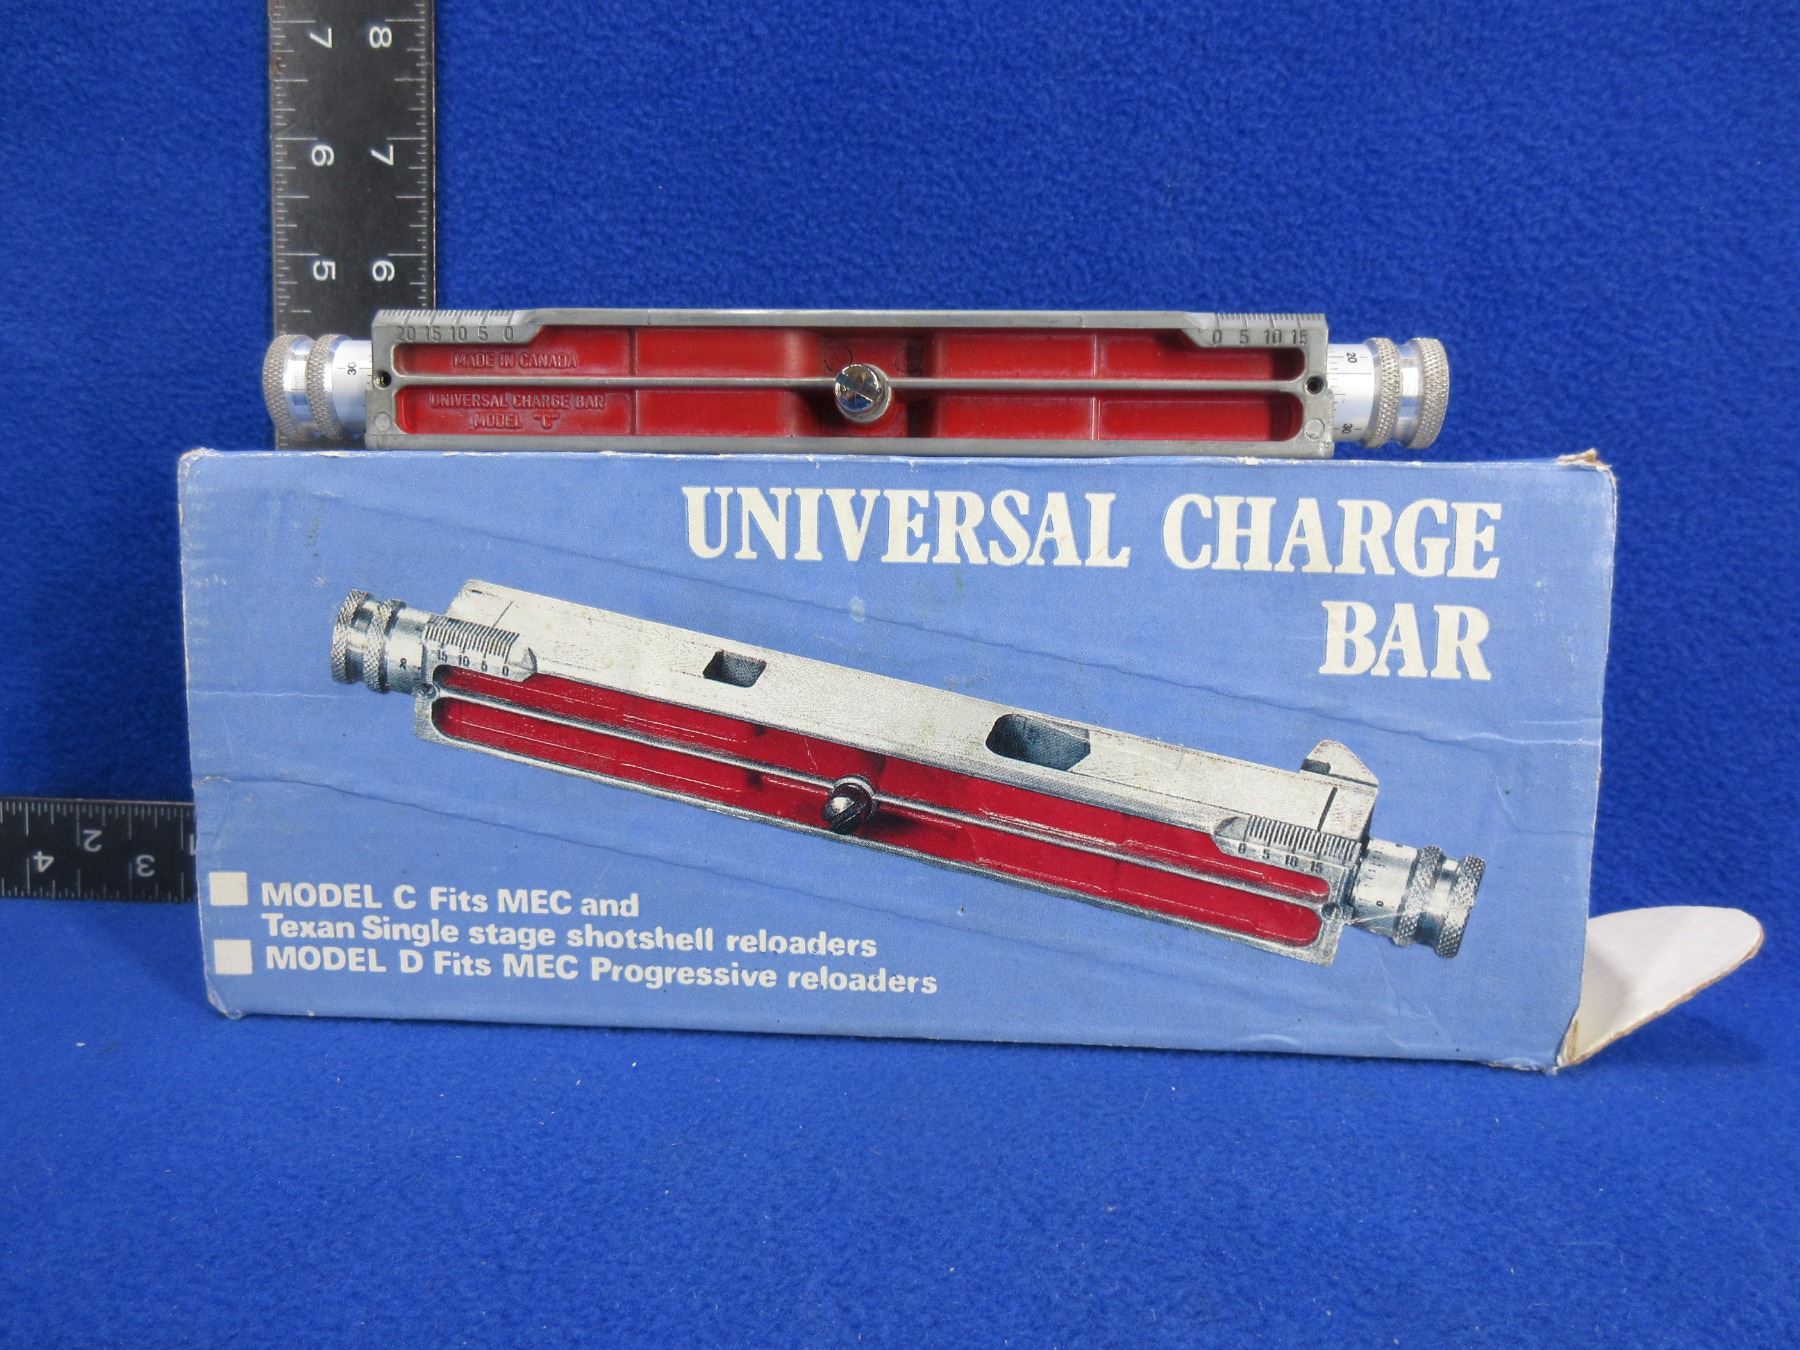 7 8
6 7
5 6
20 15 10 5 0
0 5 10 15
30
20
30
MADE IN CANADA
UNIVERSAL CHARGE BAR
MODEL "C"
UNIVERSAL CHARGE
BAR
15 10 5 0
0 5 10 15
0
2 1
4 3
MODEL C Fits MEC and
Texan Single stage shotshell reloaders
MODEL D Fits MEC Progressive reloaders